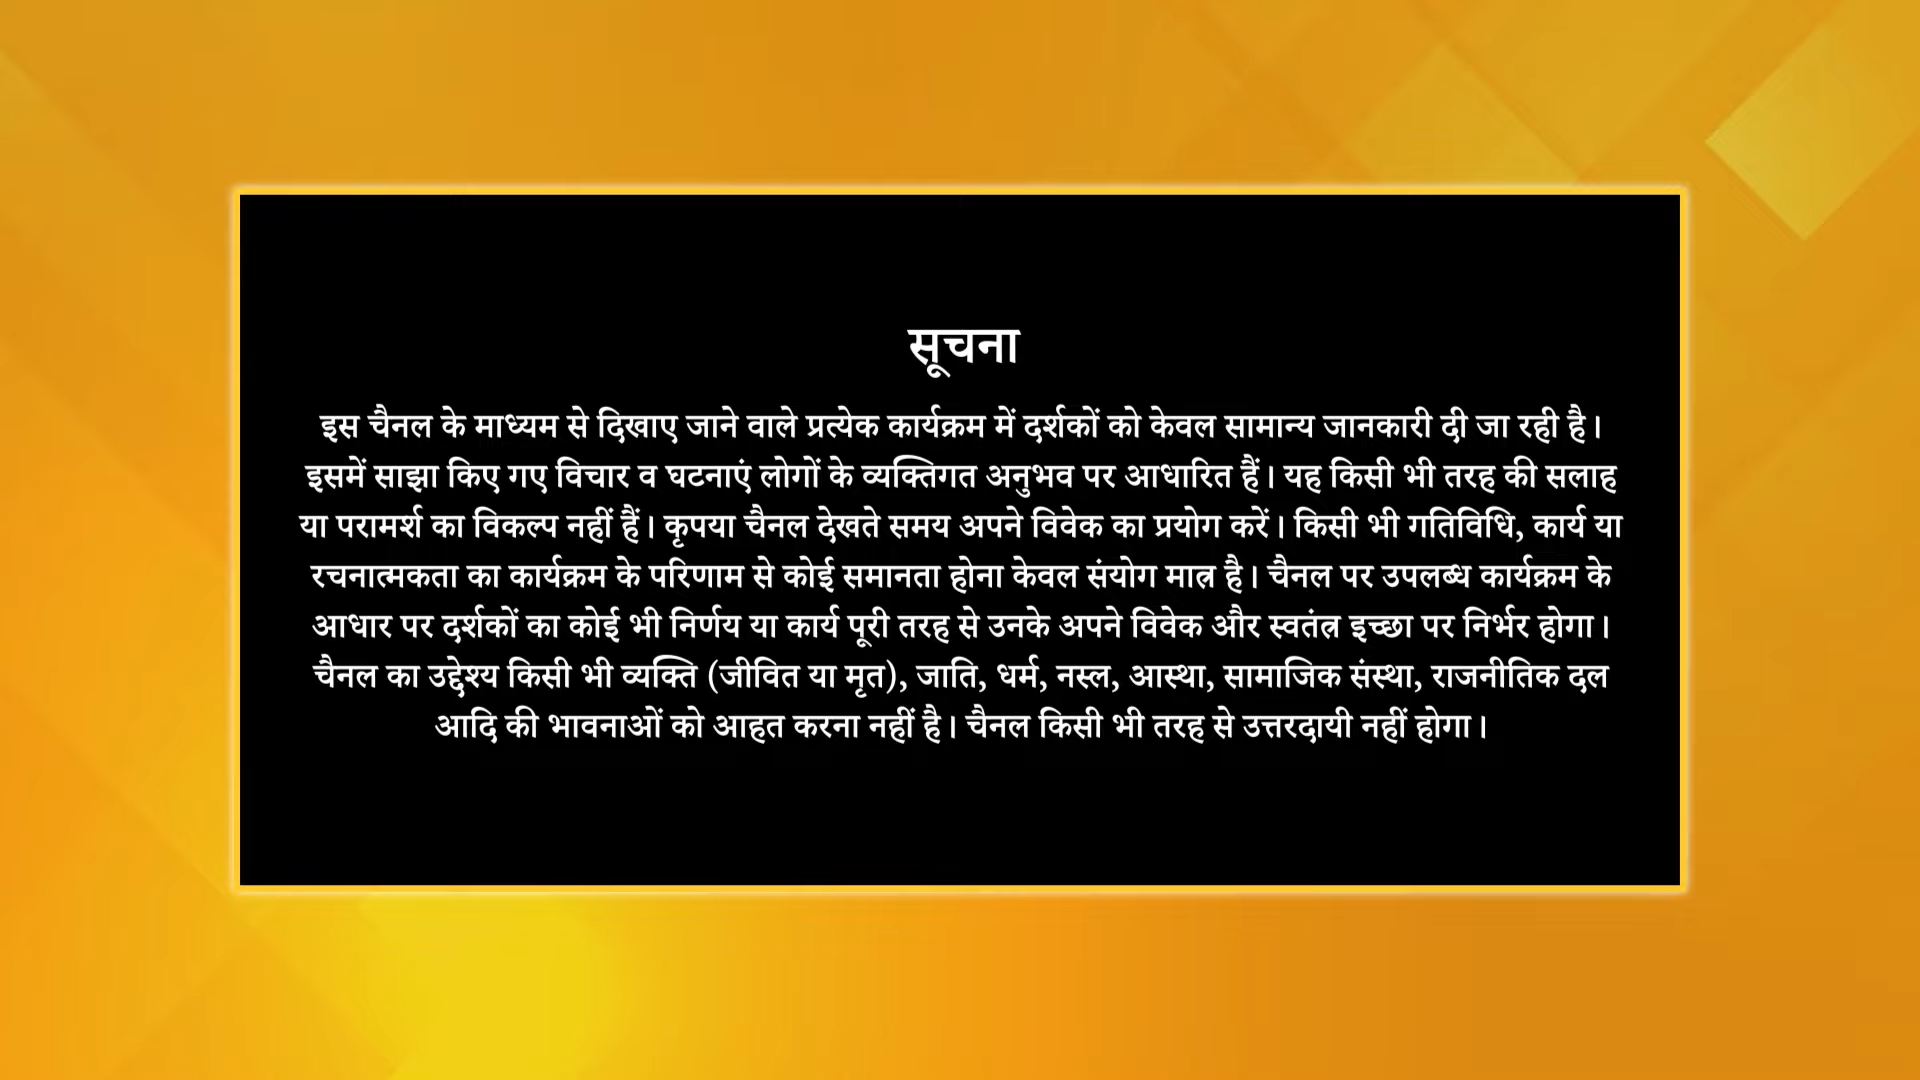 सूचना
इस चैनल के माध्यम से दिखाए जाने वाले प्रत्येक कार्यक्रम में दर्शकों को केवल सामान्य जानकारी दी जा रही है।
इसमें साझा किए गए विचार व घटनाएं लोगों के व्यक्तिगत अनुभव पर आधारित हैं। यह किसी भी तरह की सलाह
या परामर्श का विकल्प नहीं हैं। कृपया चैनल देखते समय अपने विवेक का प्रयोग करें। किसी भी गतिविधि, कार्य या
रचनात्मकता का कार्यक्रम के परिणाम से कोई समानता होना केवल संयोग मात्र है। चैनल पर उपलब्ध कार्यक्रम के
आधार पर दर्शकों का कोई भी निर्णय या कार्य पूरी तरह से उनके अपने विवेक और स्वतंत्र इच्छा पर निर्भर होगा।
चैनल का उद्देश्य किसी भी व्यक्ति (जीवित या मृत), जाति, धर्म, नस्ल, आस्था, सामाजिक संस्था, राजनीतिक दल
आदि की भावनाओं को आहत करना नहीं है। चैनल किसी भी तरह से उत्तरदायी नहीं होगा।